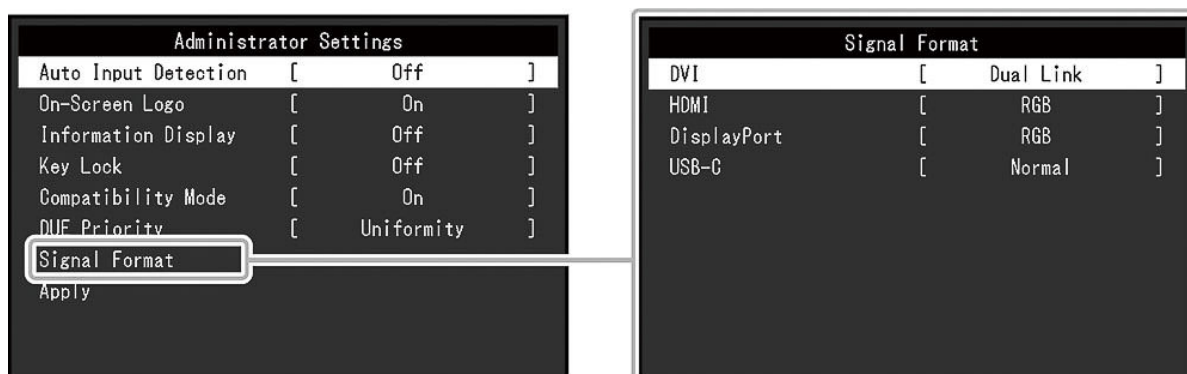 Administrator Settings
Auto Input Detection [ Off ]
On-Screen Logo [ On ]
Information Display [ Off ]
Key Lock [ Off ]
Compatibility Mode [ On ]
DUE Priority [ Uniformity ]
Signal Format
Apply
Signal Format
DVI [ Dual Link ]
HDMI [ RGB ]
DisplayPort [ RGB ]
USB-C [ Normal ]